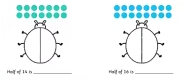 Half of 14 is
Half of 16 is